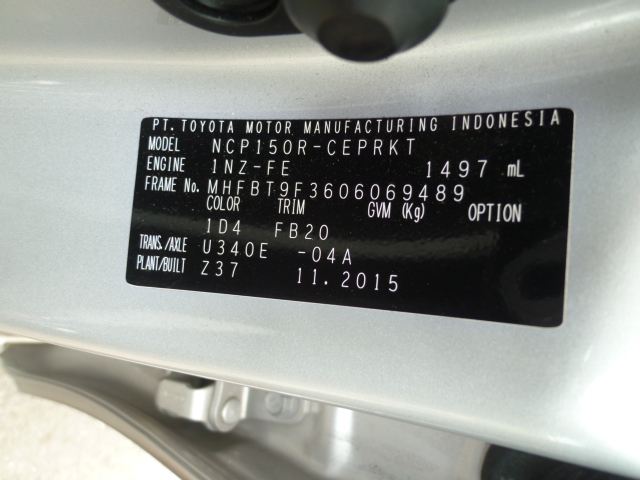 PT. TOYOTA MOTOR MANUFACTURING INDONESIA
MODEL NCP150R-CEPRKT
ENGINE 1NZ-FE 1497 mL
FRAME No. MHFBT9F3606069489
COLOR TRIM GVM (Kg) OPTION
1D4 FB20
TRANS./AXLE U340E -04A
PLANT/BUILT Z37 11.2015